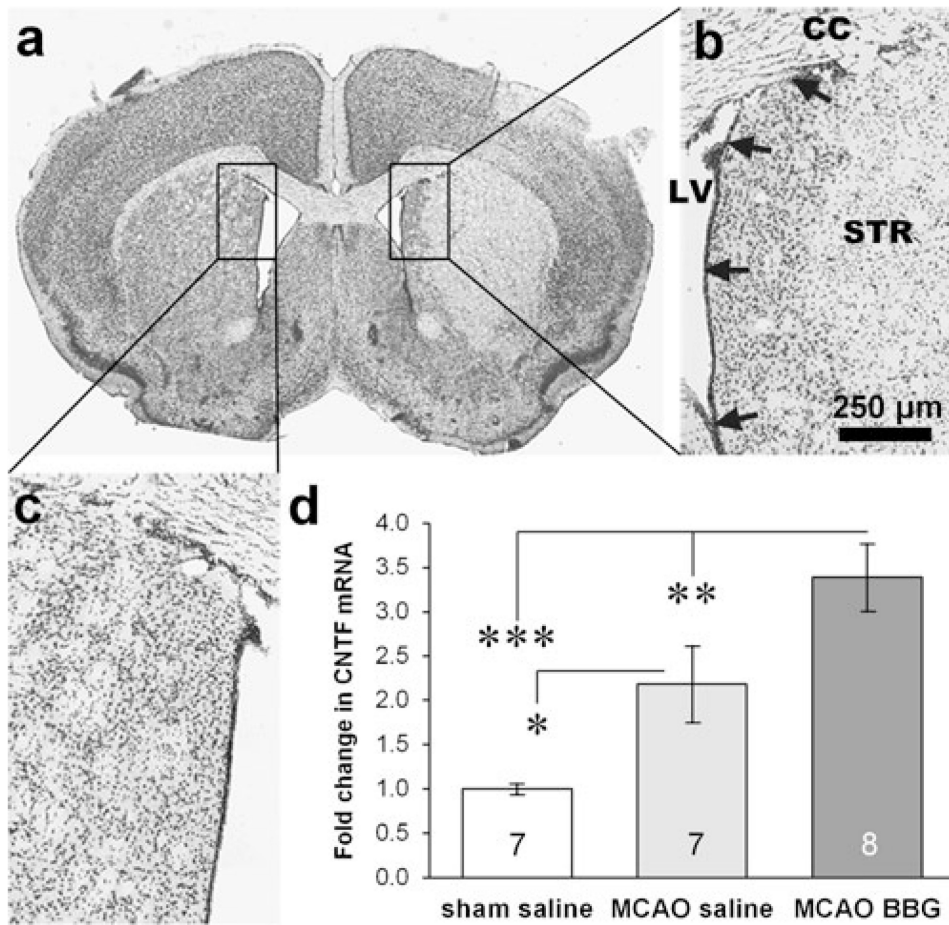 a
b
CC
LV
STR
250 µm
c
d
Fold change in CNTF mRNA
4.0
3.5
3.0
2.5
2.0
1.5
1.0
0.5
0.0
***
**
*
7
7
8
sham saline
MCAO saline
MCAO BBG